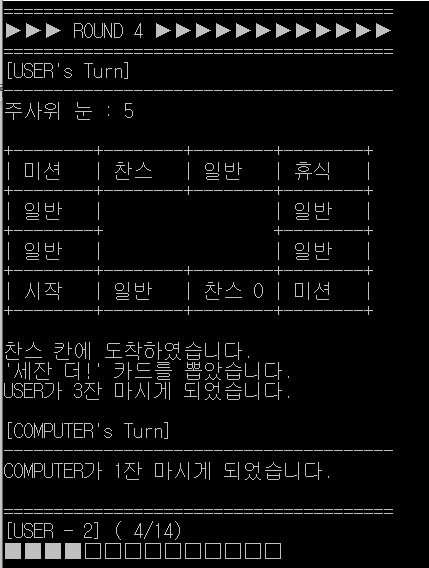 ▶▶▶ ROUND 4 ▶▶▶▶▶▶▶▶▶▶▶▶
[USER's Turn]
주사위 눈 : 5
| 미션 | 찬스 | 일반 | 휴식 |
| 일반 | | 일반 |
| 일반 | | 일반 |
| 시작 | 일반 | 찬스 O | 미션 |
찬스 칸에 도착하였습니다.
'세잔 더!' 카드를 뽑았습니다.
USER가 3잔 마시게 되었습니다.
[COMPUTER's Turn]
COMPUTER가 1잔 마시게 되었습니다.
[USER - 2] ( 4/14)
■■■■□□□□□□□□□□